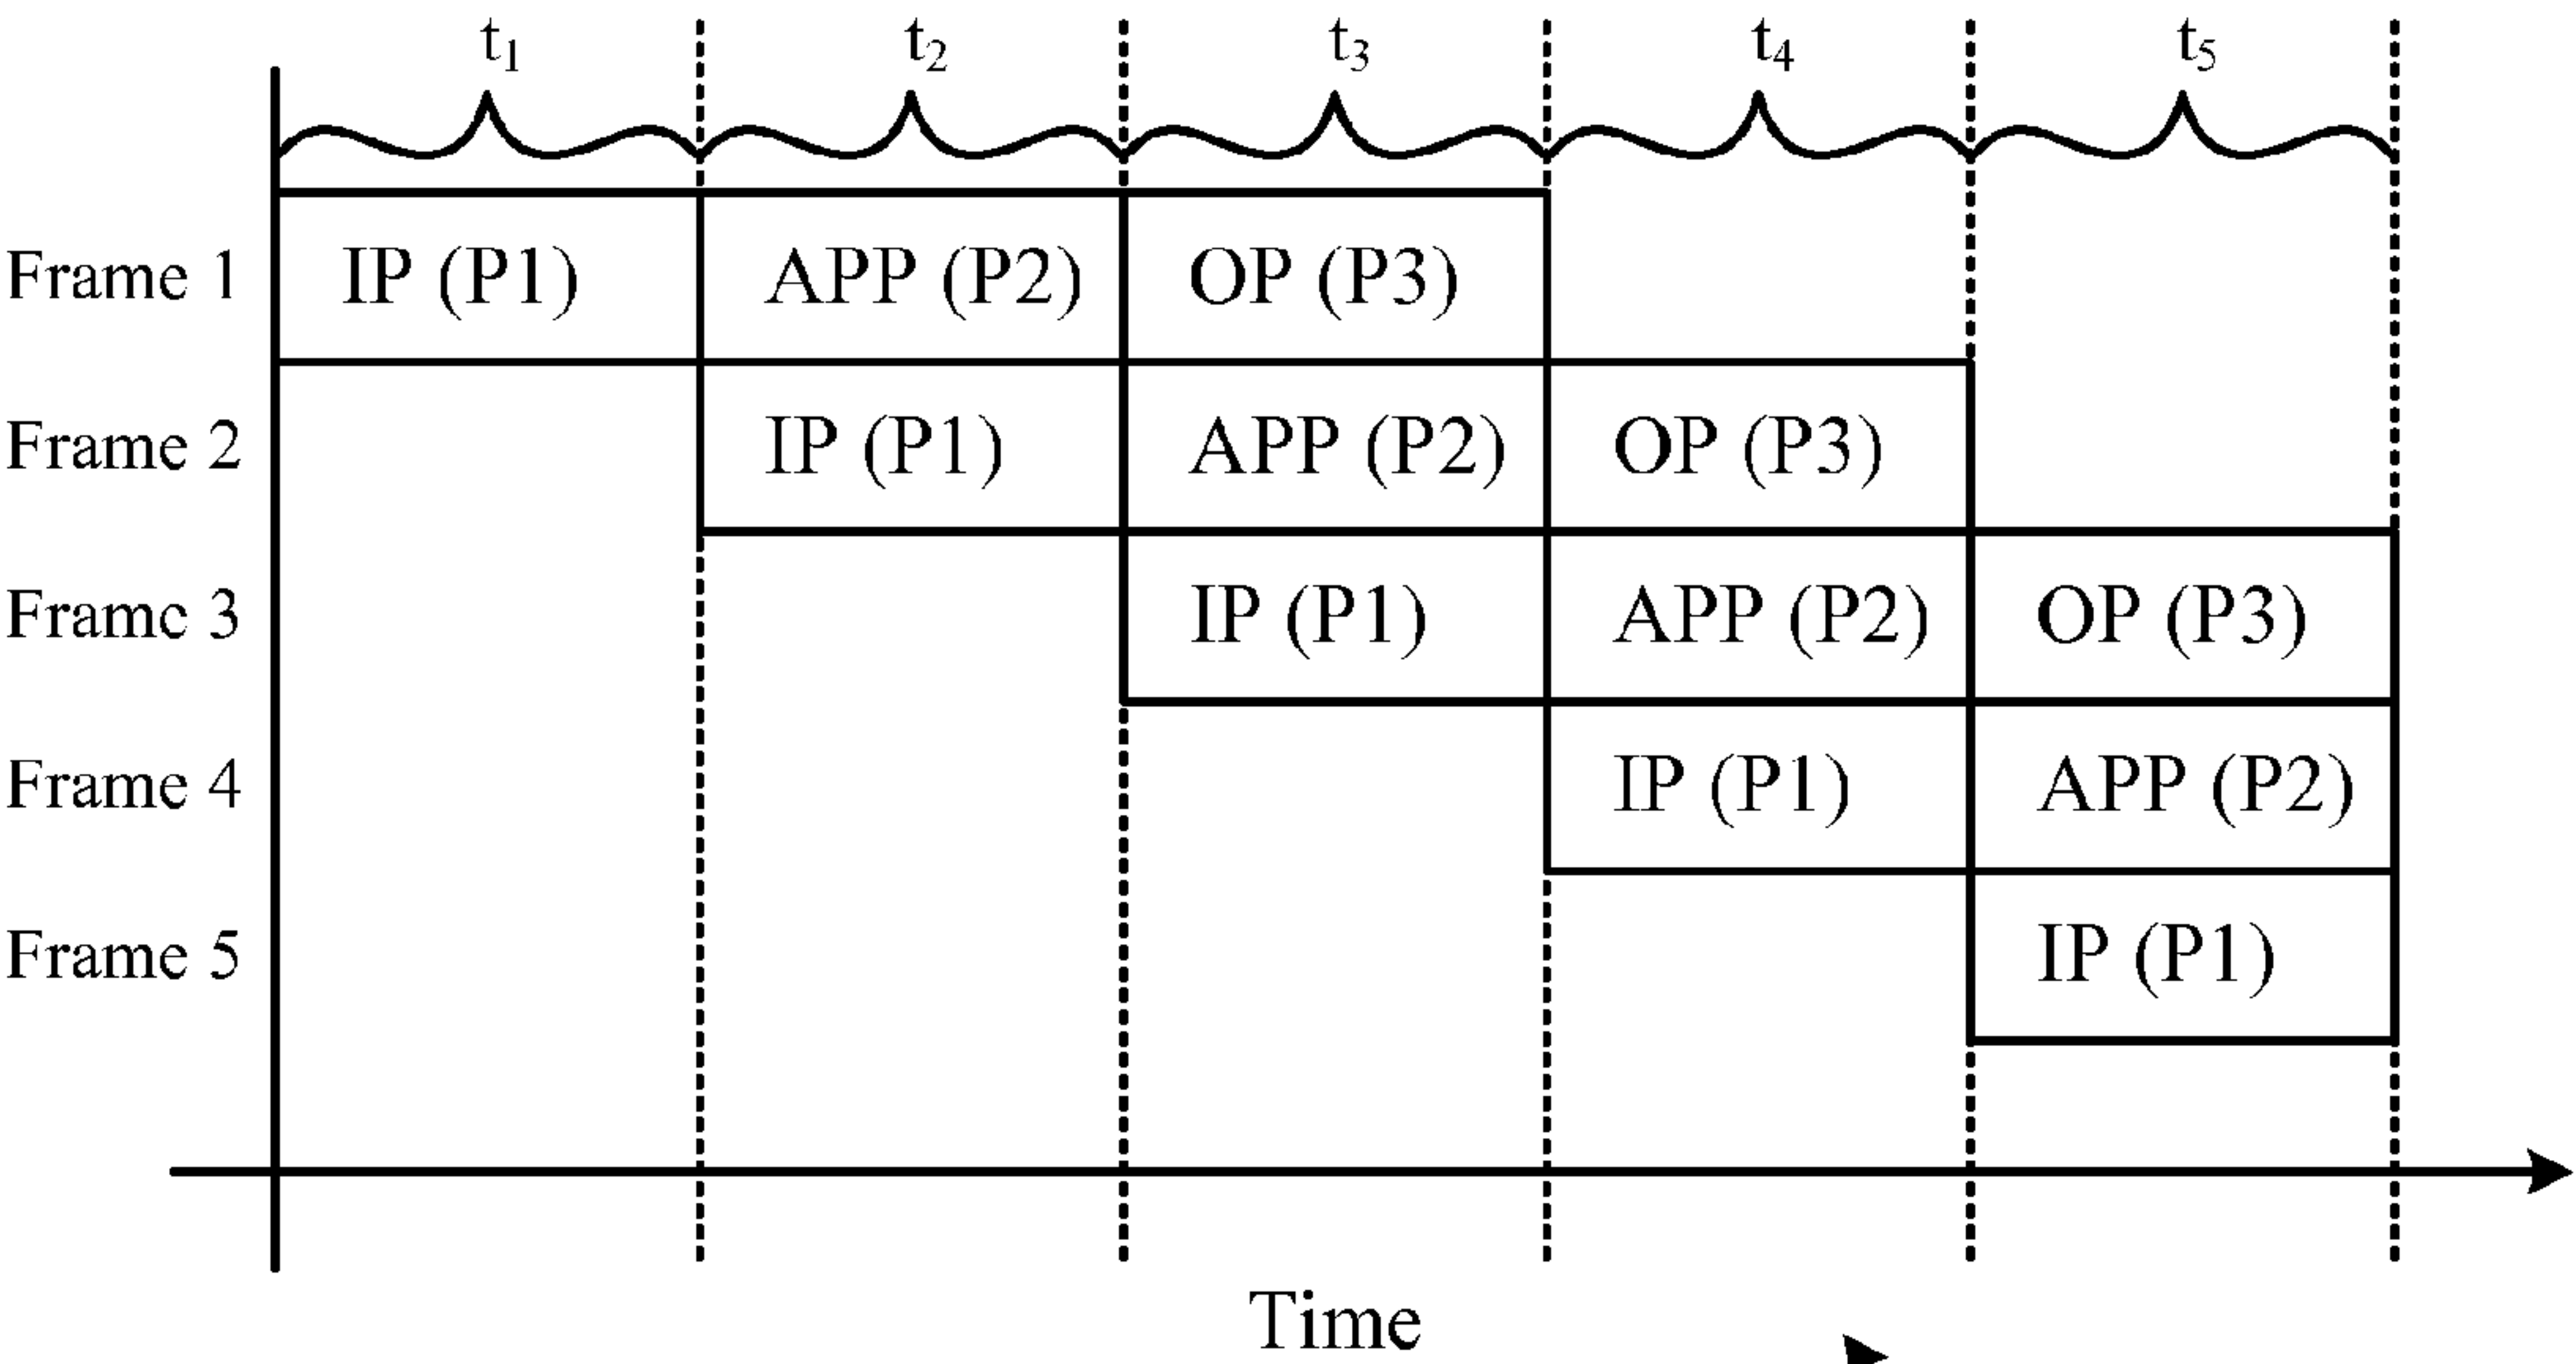 t1 t2 t3 t4 t5
Frame 1 IP (P1) APP (P2) OP (P3)
Frame 2 IP (P1) APP (P2) OP (P3)
Frame 3 IP (P1) APP (P2) OP (P3)
Frame 4 IP (P1) APP (P2)
Frame 5 IP (P1)
Time